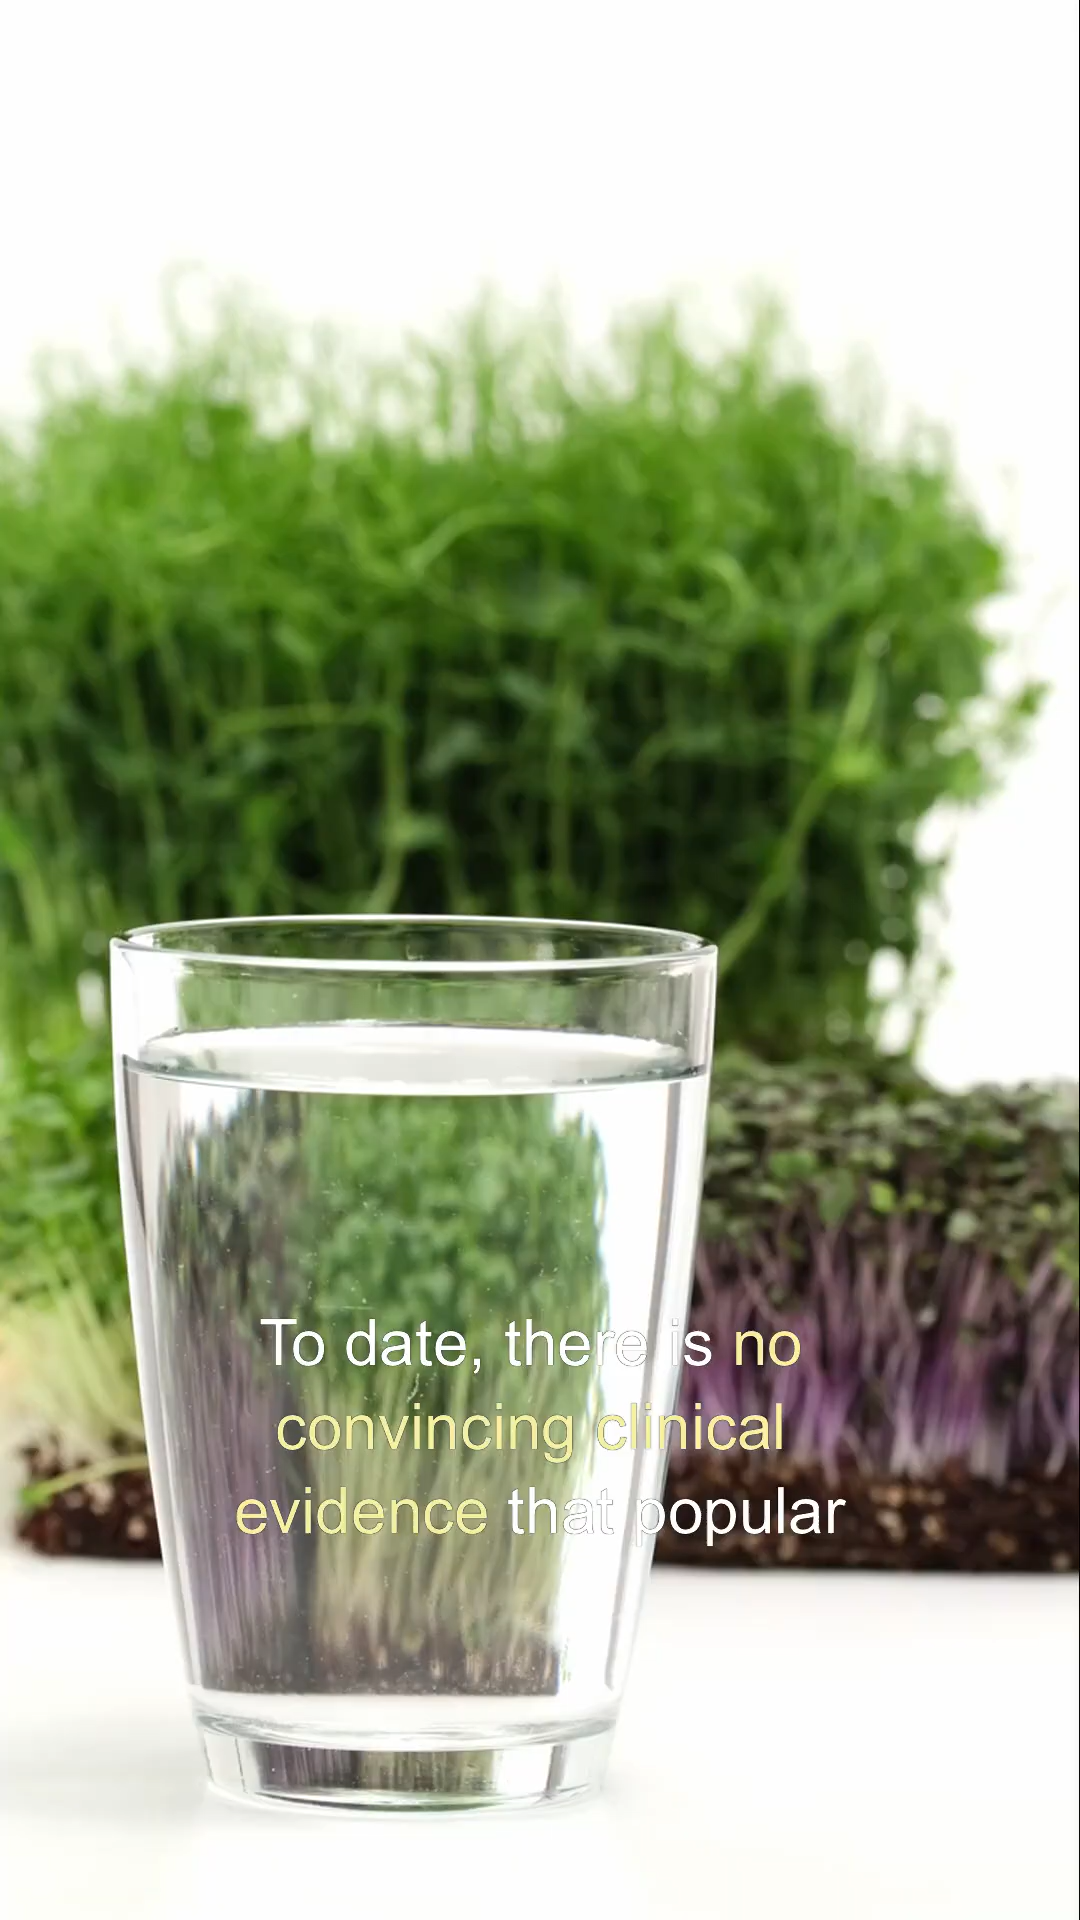 To date, there is no
convincing clinical
evidence that popular